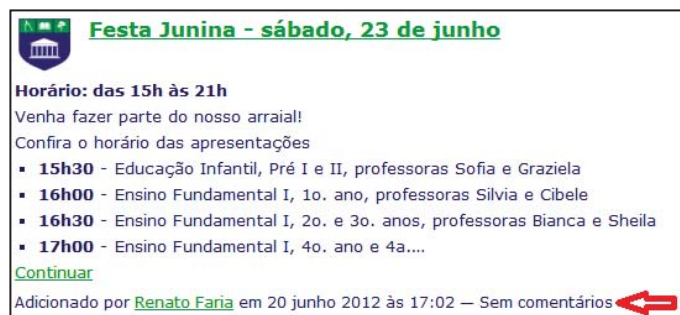 Festa Junina - sábado, 23 de junho
Horário: das 15h às 21h
Venha fazer parte do nosso arraial!
Confira o horário das apresentações
▪ 15h30 - Educação Infantil, Pré I e II, professoras Sofia e Graziela
▪ 16h00 - Ensino Fundamental I, 1o. ano, professoras Silvia e Cibele
▪ 16h30 - Ensino Fundamental I, 2o. e 3o. anos, professoras Bianca e Sheila
▪ 17h00 - Ensino Fundamental I, 4o. ano e 4a....
Continuar
Adicionado por Renato Faria em 20 junho 2012 às 17:02 — Sem comentários